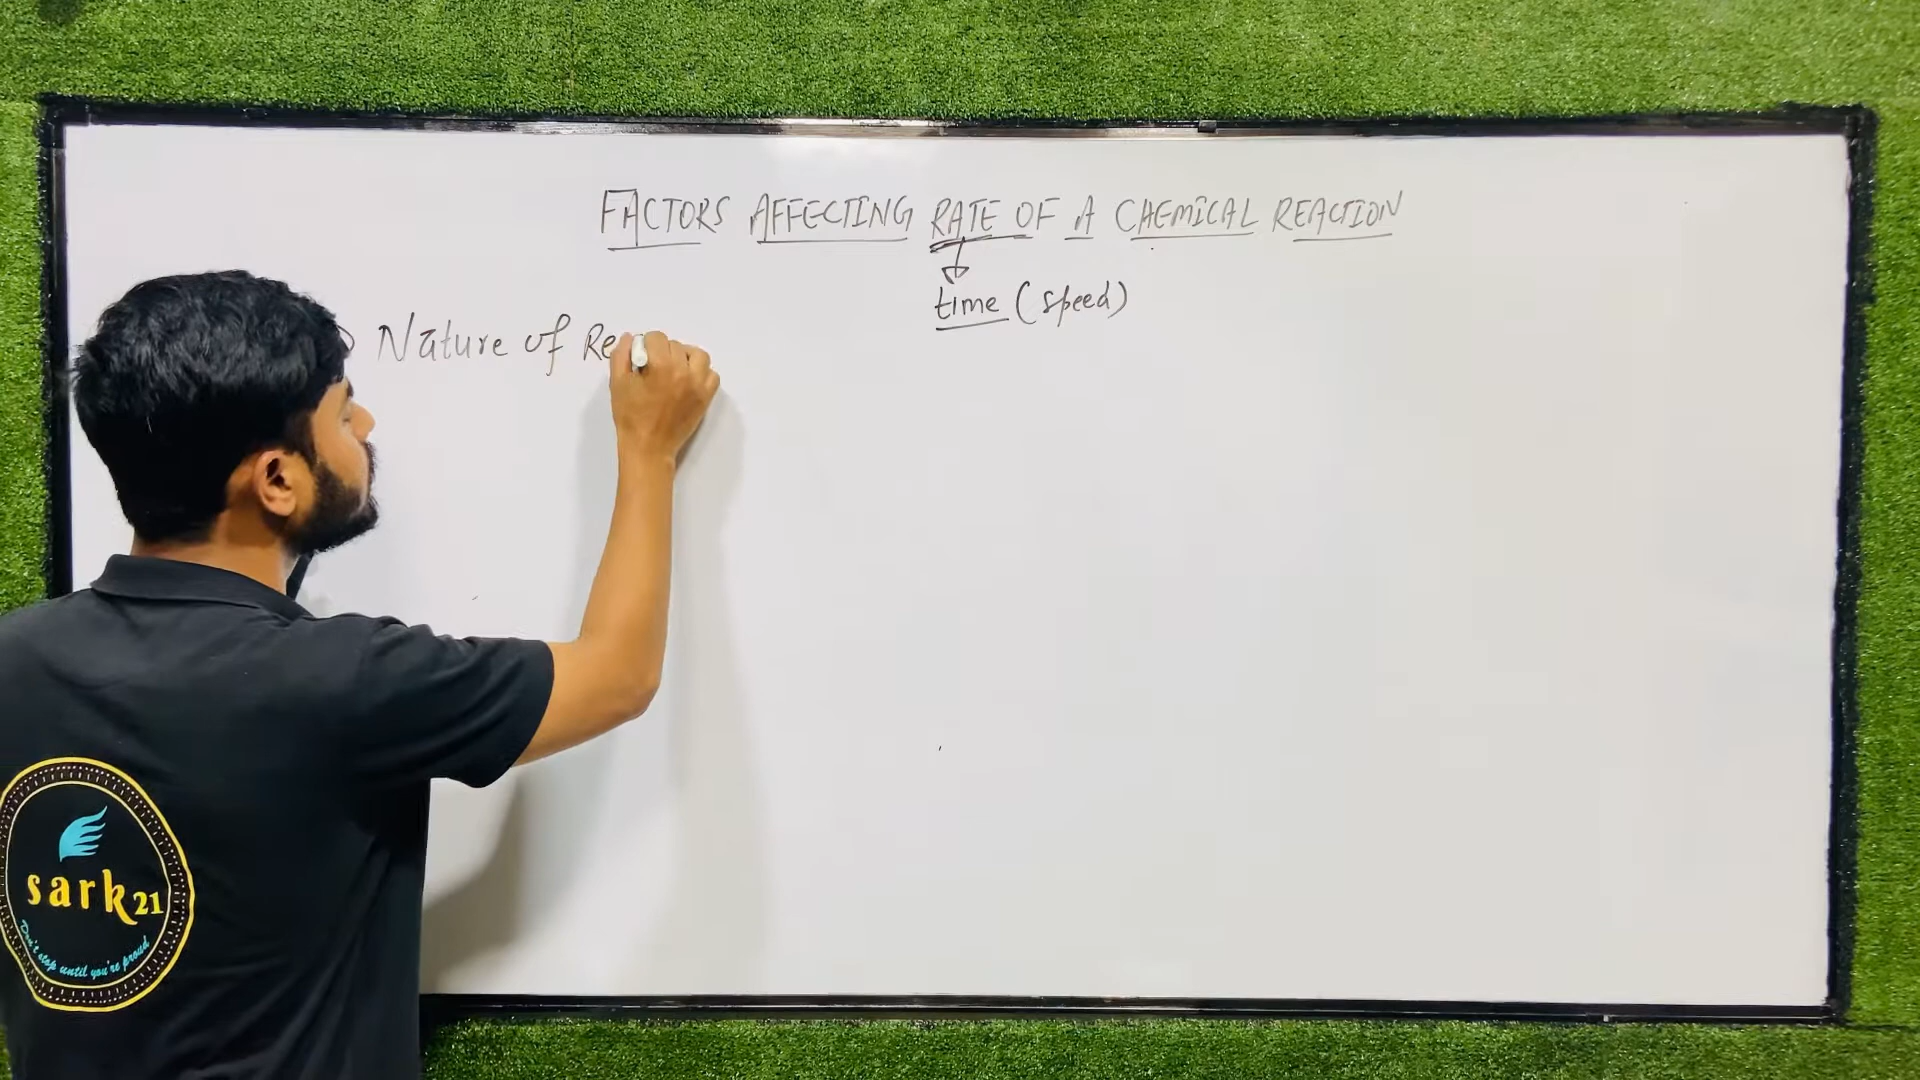 FACTORS AFFECTING RATE OF A CHEMICAL REACTION
time (speed)
Nature of Re
sark21
Don't stop until you're proud